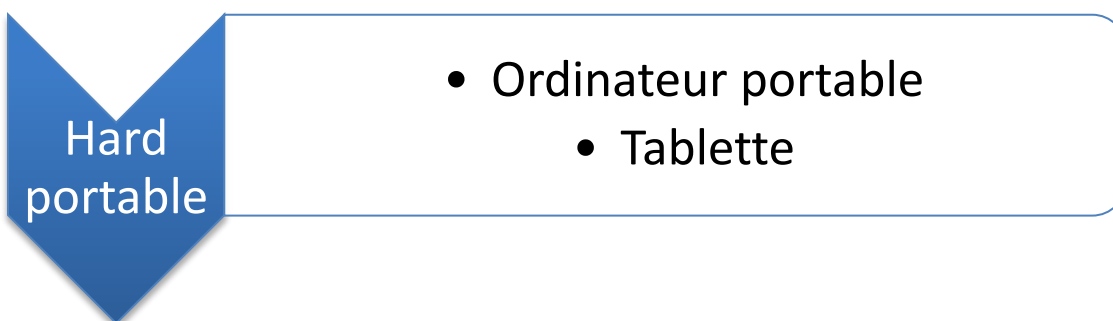 Hard
portable
• Ordinateur portable
• Tablette